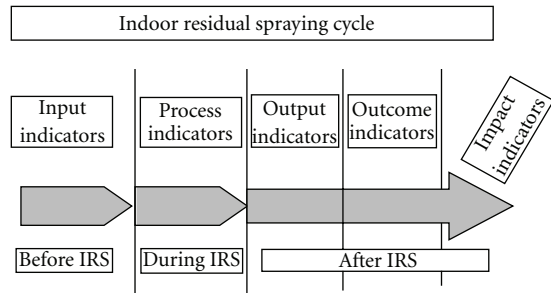 Indoor residual spraying cycle
Input
indicators
Process
indicators
Output
indicators
Outcome
indicators
Impact
indicators
Before IRS
During IRS
After IRS